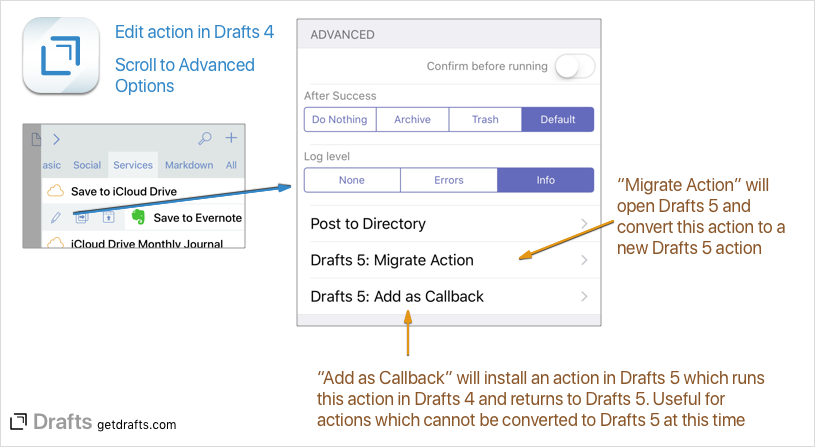 Edit action in Drafts 4
Scroll to Advanced
Options
asic Social Services Markdown All
Save to iCloud Drive
Save to Evernote
iCloud Drive Monthly Journal
ADVANCED
Confirm before running
After Success
Do Nothing Archive Trash Default
Log level
None Errors Info
Post to Directory
Drafts 5: Migrate Action
Drafts 5: Add as Callback
“Migrate Action” will
open Drafts 5 and
convert this action to a
new Drafts 5 action
“Add as Callback” will install an action in Drafts 5 which runs
this action in Drafts 4 and returns to Drafts 5. Useful for
actions which cannot be converted to Drafts 5 at this time
Drafts getdrafts.com